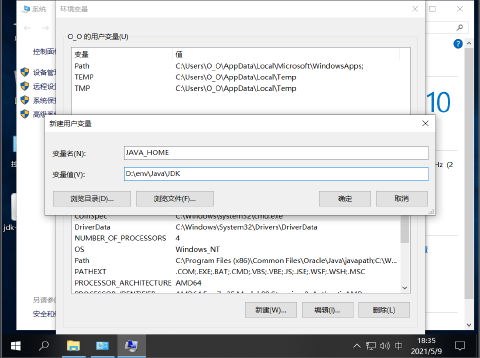 系统
环境变量
O_O 的用户变量(U)
控制面
变量
值
Path
C:\Users\O_O\AppData\Local\Microsoft\WindowsApps;
TEMP
C:\Users\O_O\AppData\Local\Temp
TMP
C:\Users\O_O\AppData\Local\Temp
设备管
远程设
系统保
高级系
10
新建用户变量
变量名(N):
JAVA_HOME
变量值(V):
D:\env\Java\JDK
Hz (2
浏览目录(D)...
浏览文件(F)...
确定
取消
jdk-
ComSpec
C:\Windows\system32\cmd.exe
DriverData
C:\Windows\System32\Drivers\DriverData
NUMBER_OF_PROCESSORS
4
OS
Windows_NT
Path
C:\Program Files (x86)\Common Files\Oracle\Java\javapath;C:\W...
PATHEXT
.COM;.EXE;.BAT;.CMD;.VBS;.VBE;.JS;.JSE;.WSF;.WSH;.MSC
PROCESSOR_ARCHITECTURE
AMD64
另请参
安全和
新建(W)...
编辑(I)...
删除(L)
中
18:35
2021/5/9